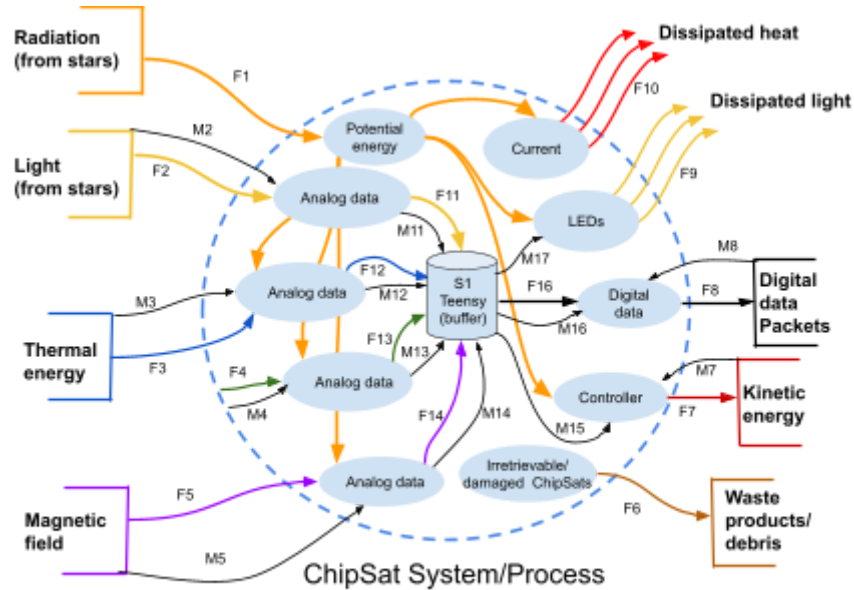 Radiation
(from stars)
F1
Dissipated heat
F10
Dissipated light
M2
Potential
energy
Current
Light
(from stars)
F2
Analog data
F11
F9
LEDs
M11
M17
M8
F12
S1
Teensy
(buffer)
M3
Analog data
M12
F16
Digital
data
F8
Digital
data
Packets
M16
Thermal
energy
F3
F13
F4
M4
Analog data
M13
M7
Controller
F7
Kinetic
energy
F14
M14
M15
F5
Analog data
Irretrievable/
damaged ChipSats
F6
Magnetic
field
M5
Waste
products/
debris
ChipSat System/Process